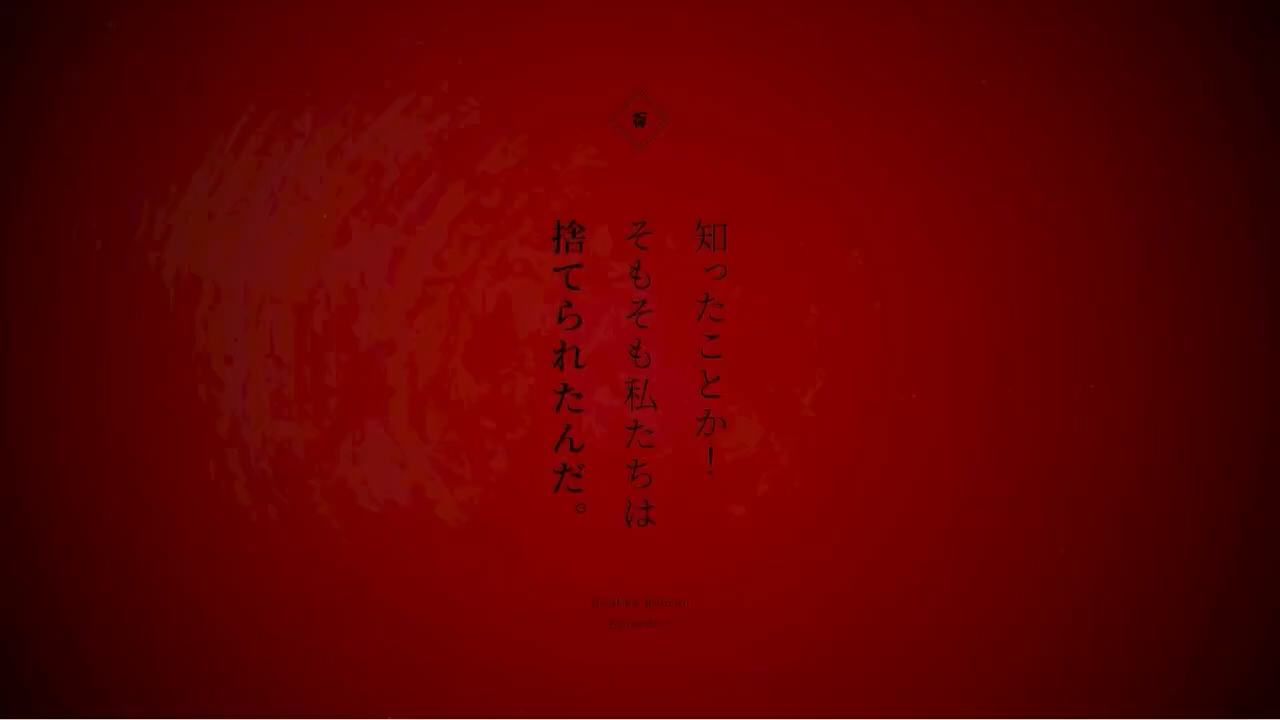 知ったことか！
そもそも私たちは
捨てられたんだ。